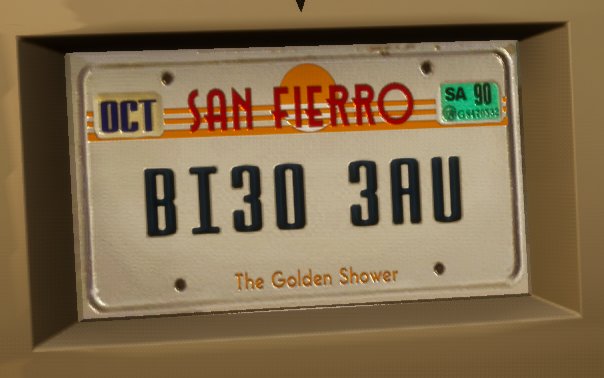 OCT SAN FIERRO SA 90
BI30 3AU
The Golden Shower